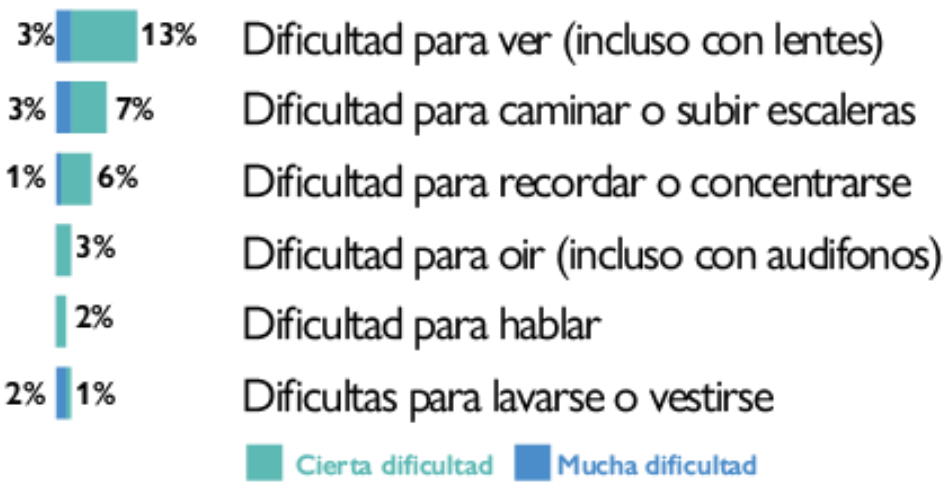 3% 13% Dificultad para ver (incluso con lentes)
3% 7% Dificultad para caminar o subir escaleras
1% 6% Dificultad para recordar o concentrarse
3% Dificultad para oir (incluso con audifonos)
2% Dificultad para hablar
2% 1% Dificultas para lavarse o vestirse
Cierta dificultad Mucha dificultad